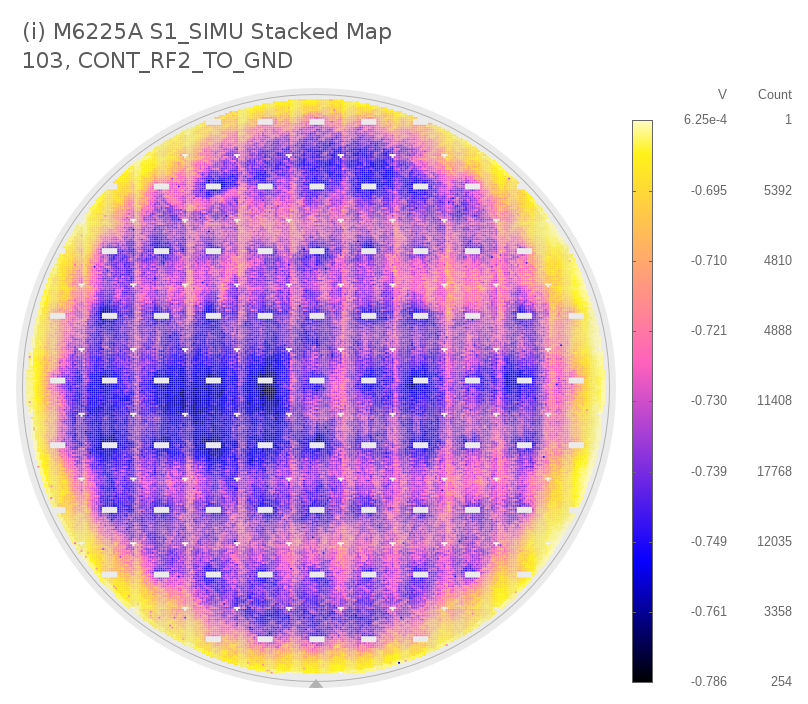 (i) M6225A S1_SIMU Stacked Map
103, CONT_RF2_TO_GND
V Count
6.25e-4 1
-0.695 5392
-0.710 4810
-0.721 4888
-0.730 11408
-0.739 17768
-0.749 12035
-0.761 3358
-0.786 254